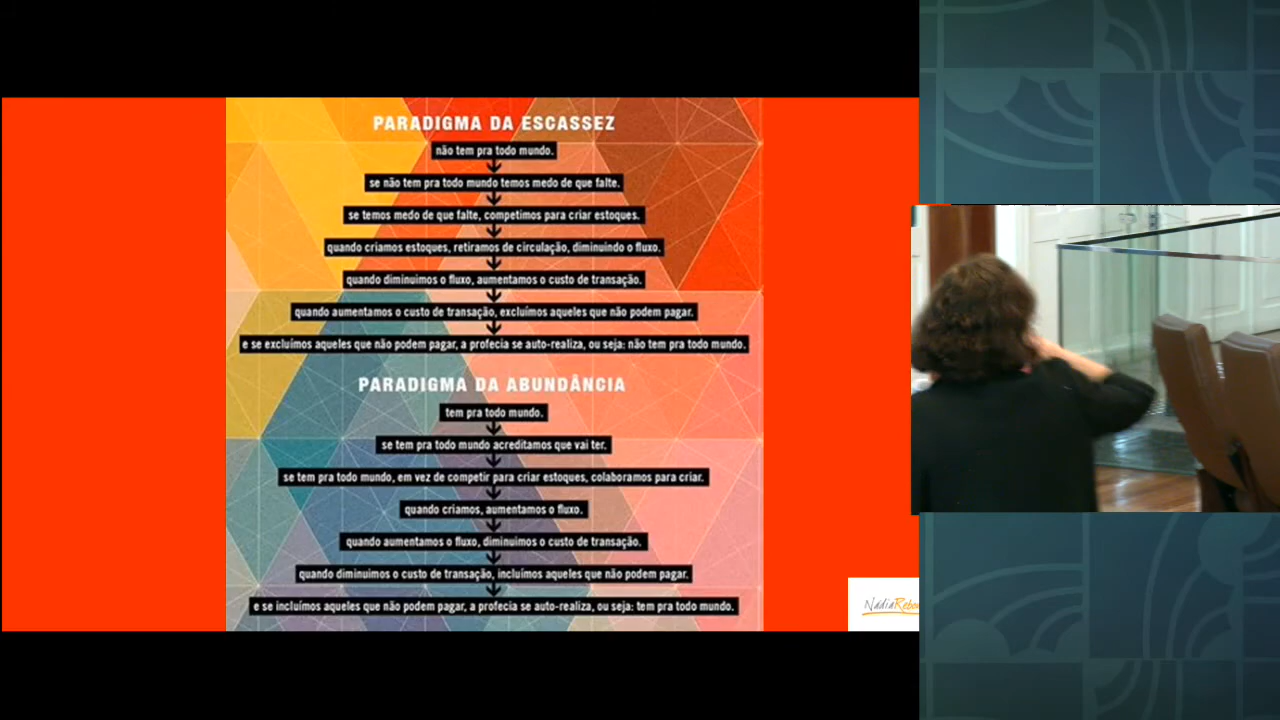 PARADIGMA DA ESCASSEZ
não tem pra todo mundo.
se não tem pra todo mundo temos medo de que falte.
se temos medo de que falte, competimos para criar estoques.
quando criamos estoques, retiramos de circulação, diminuindo o fluxo.
quando diminuimos o fluxo, aumentamos o custo de transação.
quando aumentamos o custo de transação, excluímos aqueles que não podem pagar.
e se excluímos aqueles que não podem pagar, a profecia se auto-realiza, ou seja: não tem pra todo mundo.
PARADIGMA DA ABUNDÂNCIA
tem pra todo mundo.
se tem pra todo mundo acreditamos que vai ter.
se tem pra todo mundo, em vez de competir para criar estoques, colaboramos para criar.
quando criamos, aumentamos o fluxo.
quando aumentamos o fluxo, diminuimos o custo de transação.
quando diminuimos o custo de transação, incluímos aqueles que não podem pagar.
e se incluímos aqueles que não podem pagar, a profecia se auto-realiza, ou seja: tem pra todo mundo.
Nádia